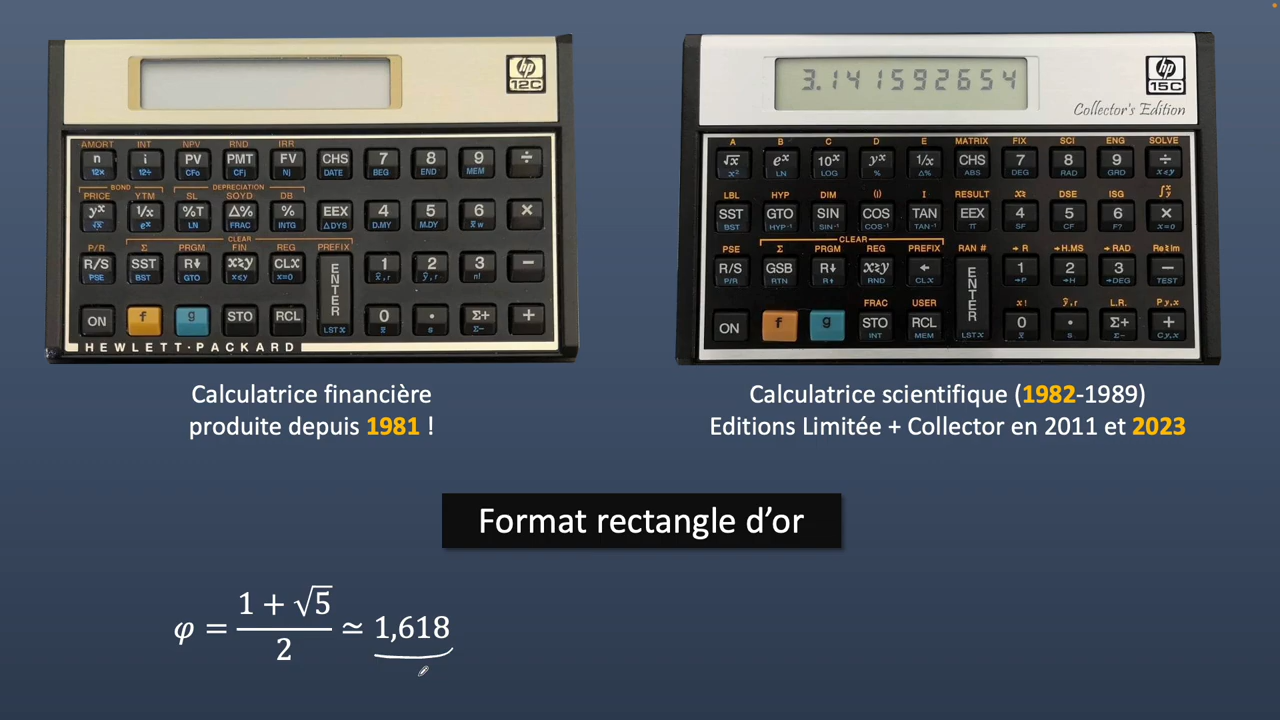 hp
12C
AMORT INT NPV RND IRR
n i PV PMT FV CHS 7 8 9 ÷
12× 12÷ CFo CFj Nj DATE BEG END MEM
BOND DEPRECIATION
PRICE YTM SL SOYD DB
yˣ 1/x %T Δ% % EEX 4 5 6 ×
√x eˣ LN FRAC INTG ΔDYS D.MY M.DY x̄w
CLEAR
P/R Σ PRGM FIN REG PREFIX
R/S SST R↓ x≷y CLx ENTER 1 2 3 −
PSE BST GTO x≤y x=0 x̂,r ŷ,r n!
ON f g STO RCL 0 • Σ+ +
LSTx x̄ s Σ−
HEWLETT·PACKARD
3.141592654
hp
15C
Collector's Edition
A B C D E MATRIX FIX SCI ENG SOLVE
√x eˣ 10ˣ yˣ 1/x CHS 7 8 9 ÷
x² LN LOG % Δ% ABS DEG RAD GRD x≤y
LBL HYP DIM (i) I RESULT x≷ DSE ISG ∫xy
SST GTO SIN COS TAN EEX 4 5 6 ×
BST HYP⁻¹ SIN⁻¹ COS⁻¹ TAN⁻¹ π SF CF F? x=0
CLEAR
PSE Σ PRGM REG PREFIX RAN # →R →H.MS →RAD Re≷Im
R/S GSB R↓ x≷y ← ENTER 1 2 3 −
P/R RTN R↑ RND CLx →P →H →DEG TEST
FRAC USER x! ŷ,r L.R. Py,x
ON f g STO RCL 0 • Σ+ +
INT MEM LSTx x̄ s Σ− Cy,x
Calculatrice financière
produite depuis 1981 !
Calculatrice scientifique (1982-1989)
Editions Limitée + Collector en 2011 et 2023
Format rectangle d’or
φ = (1 + √5)/2 ≃ 1,618